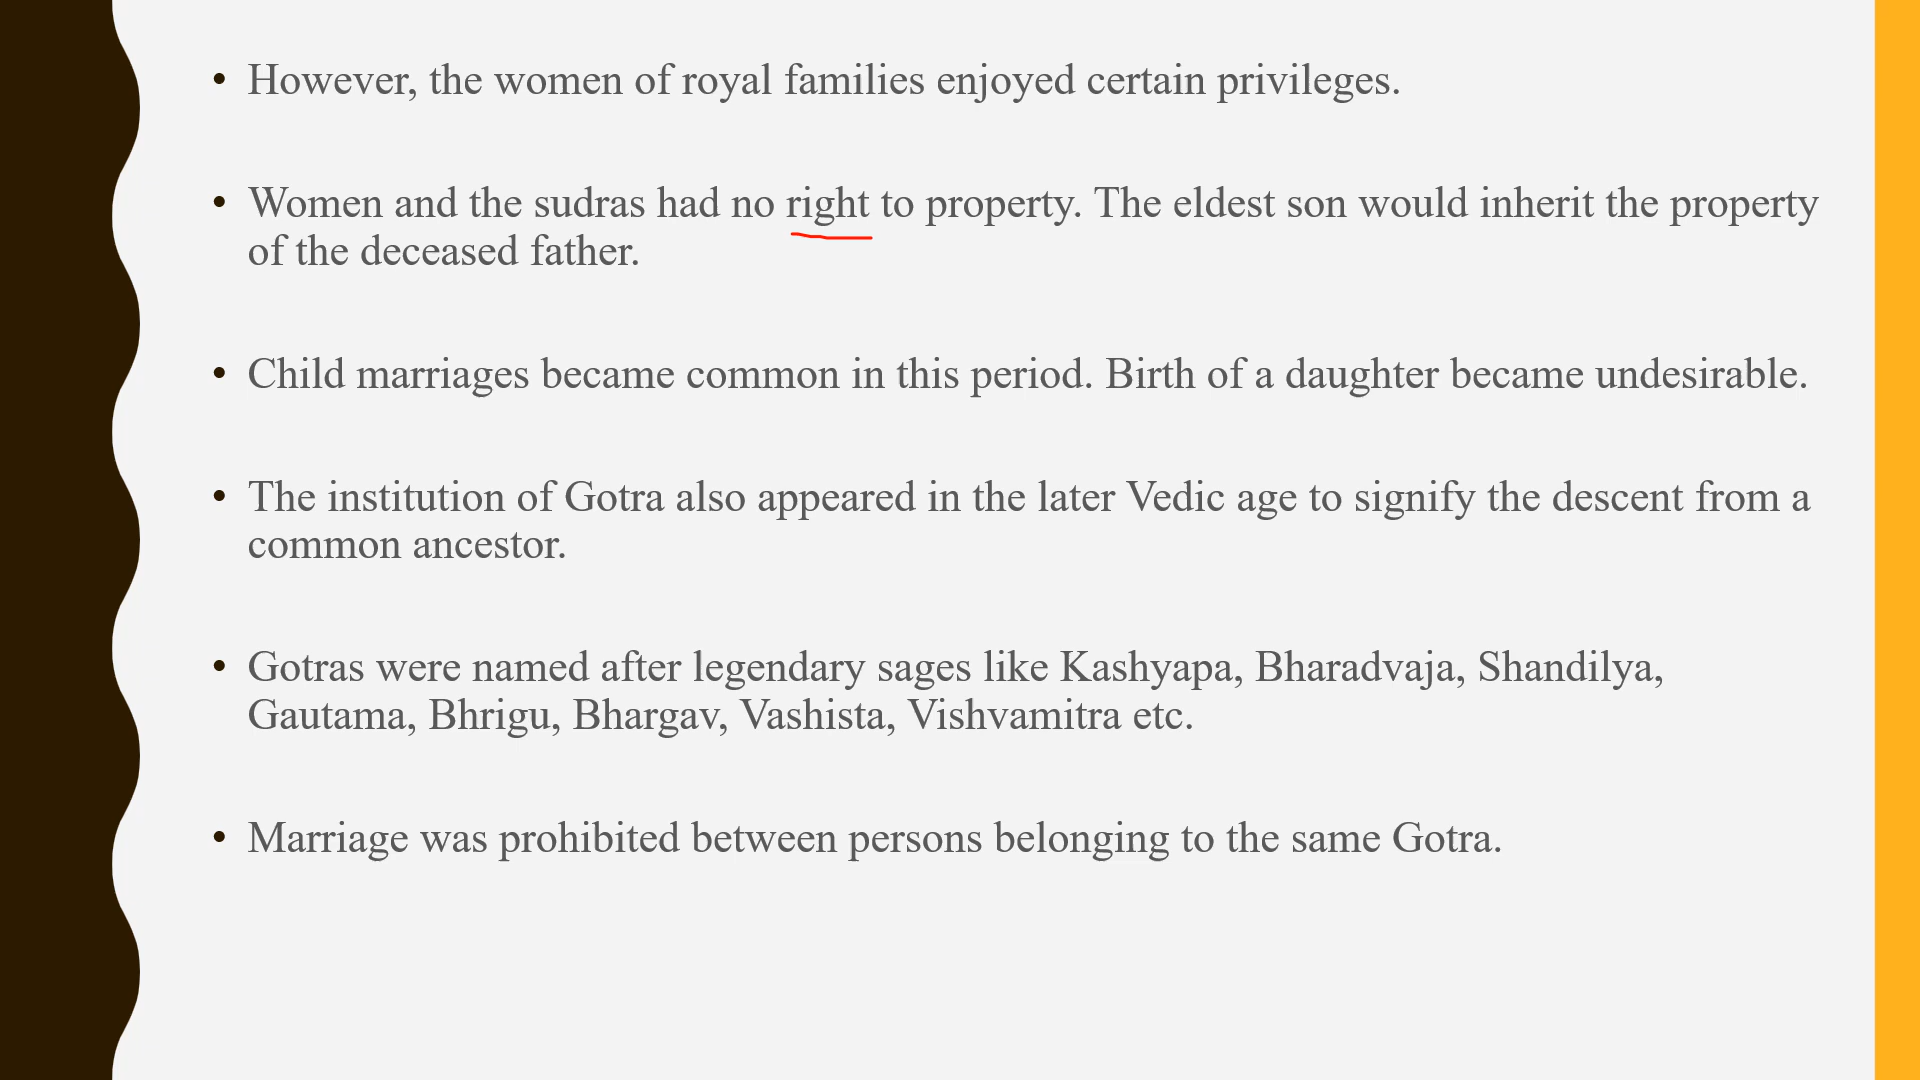 • However, the women of royal families enjoyed certain privileges.
• Women and the sudras had no right to property. The eldest son would inherit the property
of the deceased father.
• Child marriages became common in this period. Birth of a daughter became undesirable.
• The institution of Gotra also appeared in the later Vedic age to signify the descent from a
common ancestor.
• Gotras were named after legendary sages like Kashyapa, Bharadvaja, Shandilya,
Gautama, Bhrigu, Bhargav, Vashista, Vishvamitra etc.
• Marriage was prohibited between persons belonging to the same Gotra.